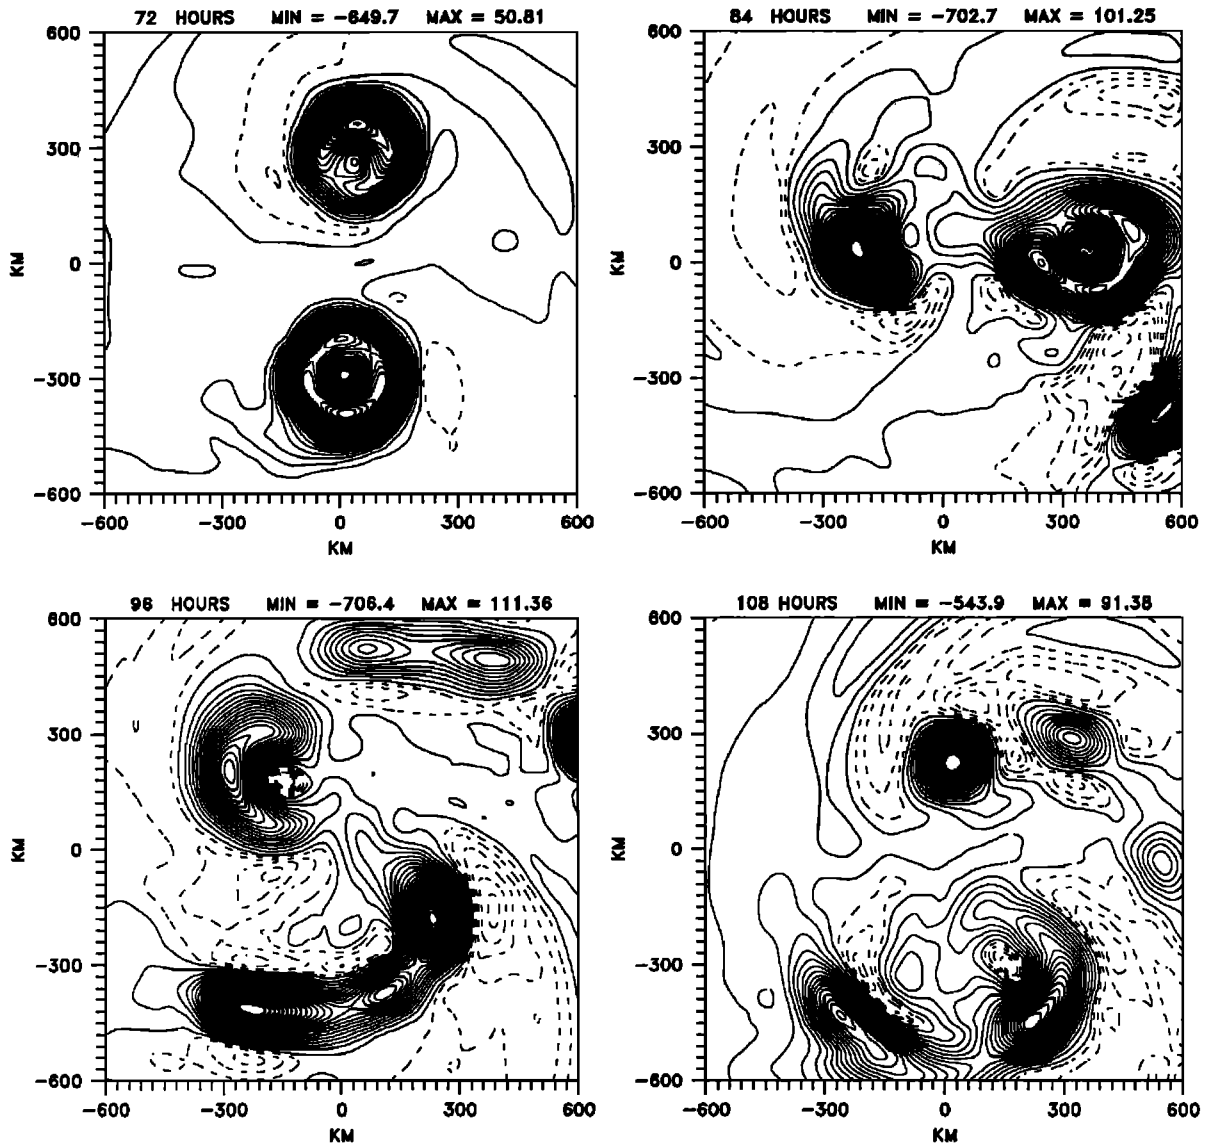 72 HOURS MIN = -649.7 MAX = 50.81
600
300
0
-300
-600
KM
-600 -300 0 300 600
KM
84 HOURS MIN = -702.7 MAX = 101.25
600
300
0
-300
-600
KM
-600 -300 0 300 600
KM
96 HOURS MIN = -706.4 MAX = 111.36
600
300
0
-300
-600
KM
-600 -300 0 300 600
KM
108 HOURS MIN = -543.9 MAX = 91.38
600
300
0
-300
-600
KM
-600 -300 0 300 600
KM